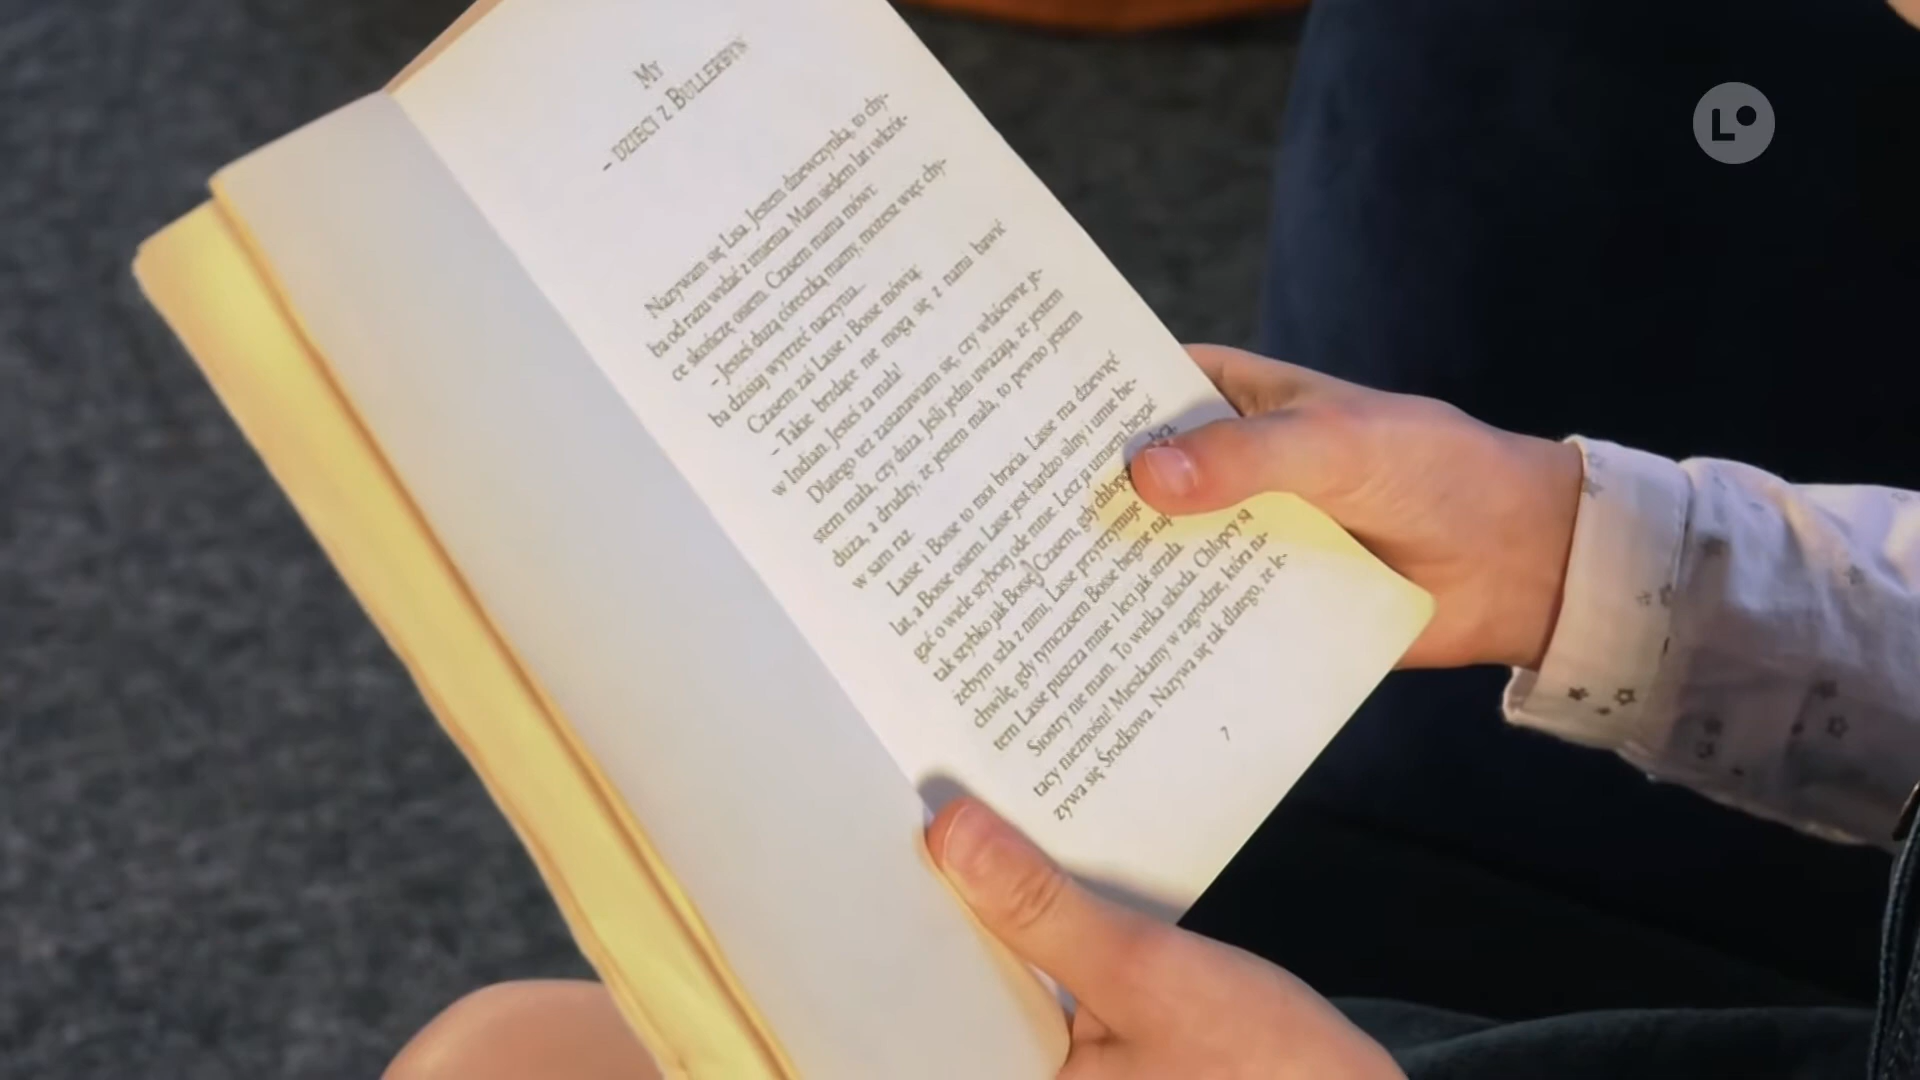 MY
– DZIECI Z BULLERBYN
Nazywam się Lisa. Jestem dziewczynką, to chy-
ba od razu widać z imienia. Mam siedem lat i wkrót-
ce skończę osiem. Czasem mama mówi:
– Jesteś dużą córeczką mamy, możesz więc chy-
ba dzisiaj wytrzeć naczynia...
Czasem zaś Lasse i Bosse mówią:
– Takie brzdące nie mogą się z nami bawić
w Indian. Jesteś za mała!
Dlatego też zastanawiam się, czy właściwie je-
stem mała, czy duża. Jeśli jedni uważają, że jestem
duża, a drudzy, że jestem mała, to pewno jestem
w sam raz.
Lasse i Bosse to moi bracia. Lasse ma dziewięć
lat, a Bosse osiem. Lasse jest bardzo silny i umie bie-
gać o wiele szybciej ode mnie. Lecz ja umiem biegać
tak szybko jak Bosse. Czasem, gdy chłopcy
żebym szła z nimi, Lasse przytrzymuje
chwilę, gdy tymczasem Bosse biegnie nap
tem Lasse puszcza mnie i leci jak strzała.
Siostry nie mam. To wielka szkoda. Chłopcy są
tacy nieznośni! Mieszkamy w zagrodzie, która na-
zywa się Środkowa. Nazywa się tak dlatego, że le-
7
LO